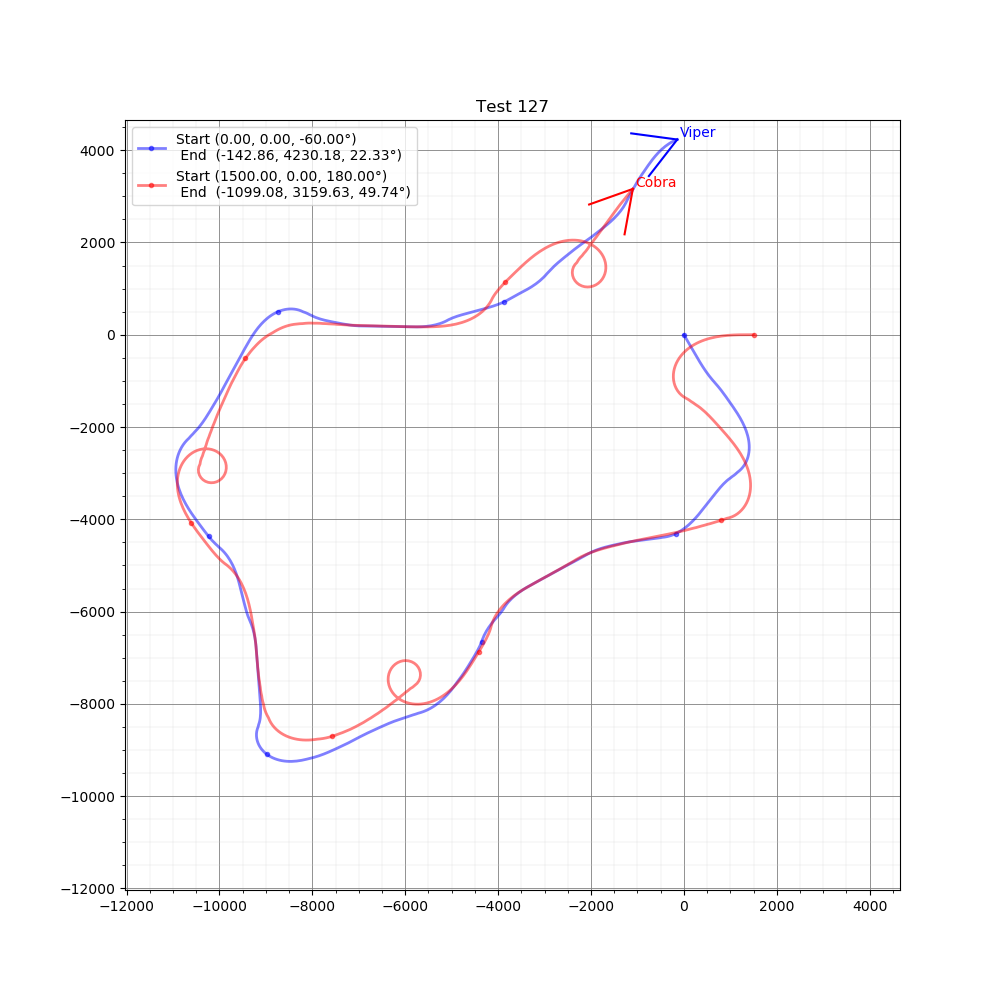 Test 127
Start (0.00, 0.00, -60.00°)
End (-142.86, 4230.18, 22.33°)
Start (1500.00, 0.00, 180.00°)
End (-1099.08, 3159.63, 49.74°)
Viper
Cobra
4000
2000
0
−2000
−4000
−6000
−8000
−10000
−12000
−12000 −10000 −8000 −6000 −4000 −2000 0 2000 4000